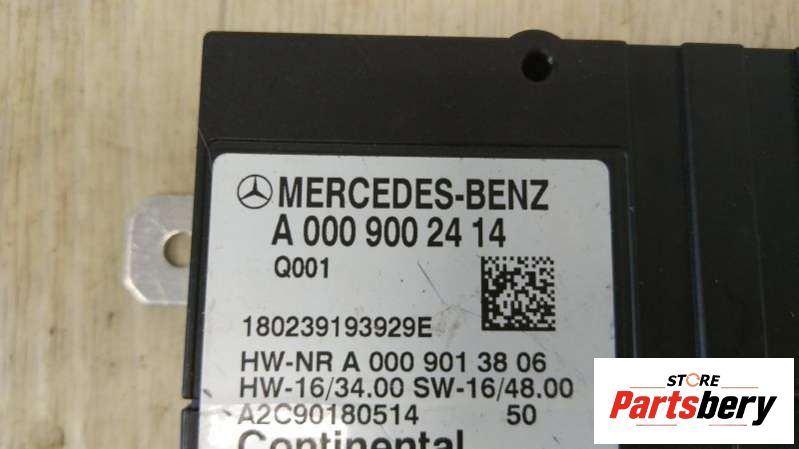 MERCEDES-BENZ
A 000 900 24 14
Q001
180239193929E
HW-NR A 000 901 38 06
HW-16/34.00 SW-16/48.00
A2C90180514 50
Continental
STORE
Partsbery